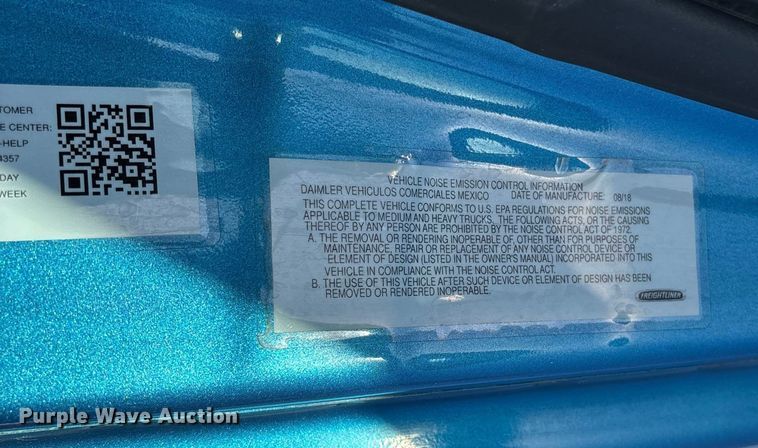 TOMER
E CENTER:
-HELP
4357
DAY
WEEK
VEHICLE NOISE EMISSION CONTROL INFORMATION
DAIMLER VEHICULOS COMERCIALES MEXICO DATE OF MANUFACTURE: 08/18
THIS COMPLETE VEHICLE CONFORMS TO U.S. EPA REGULATIONS FOR NOISE EMISSIONS
APPLICABLE TO MEDIUM AND HEAVY TRUCKS. THE FOLLOWING ACTS, OR THE CAUSING
THEREOF BY ANY PERSON ARE PROHIBITED BY THE NOISE CONTROL ACT OF 1972.
A. THE REMOVAL OR RENDERING INOPERABLE OF, OTHER THAN FOR PURPOSES OF
MAINTENANCE, REPAIR OR REPLACEMENT OF ANY NOISE CONTROL DEVICE OR
ELEMENT OF DESIGN (LISTED IN THE OWNER'S MANUAL) INCORPORATED INTO THIS
VEHICLE IN COMPLIANCE WITH THE NOISE CONTROL ACT.
B. THE USE OF THIS VEHICLE AFTER SUCH DEVICE OR ELEMENT OF DESIGN HAS BEEN
REMOVED OR RENDERED INOPERABLE.
FREIGHTLINER
Purple Wave Auction